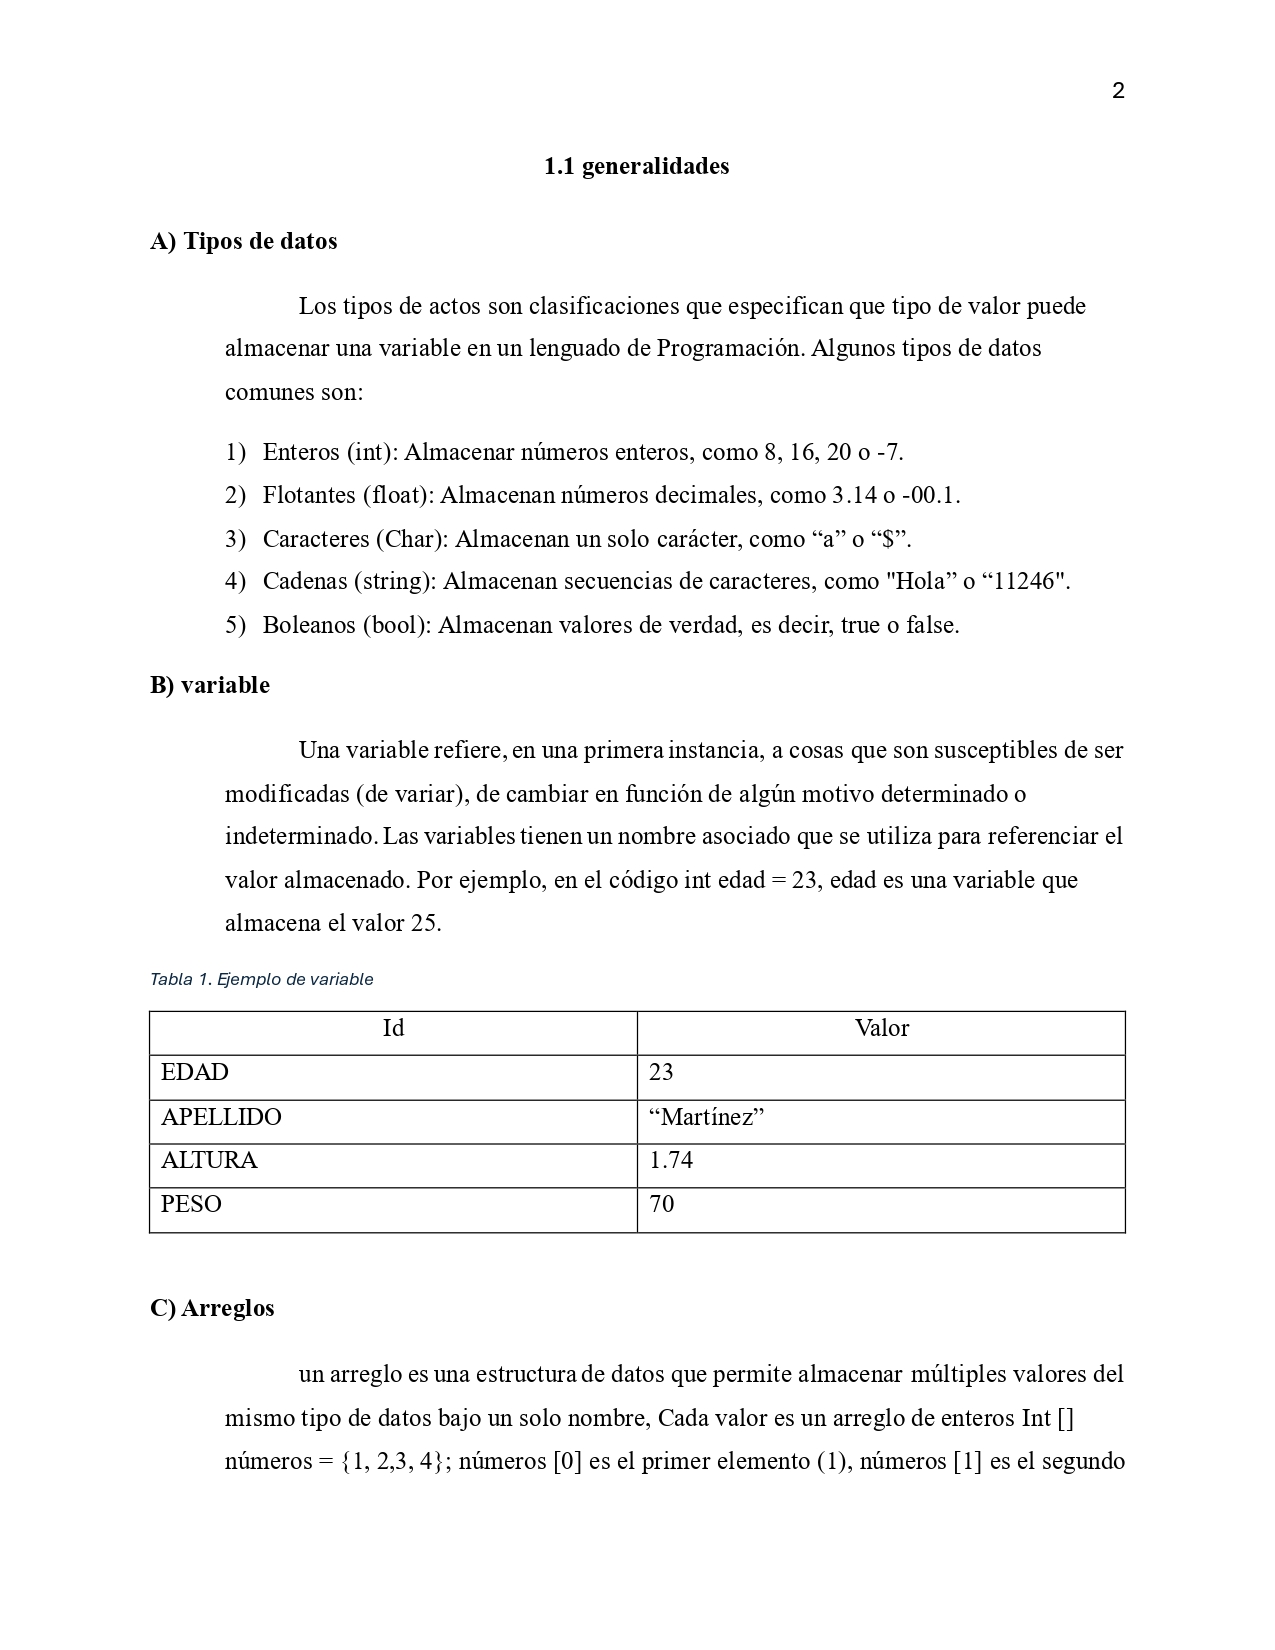 2
1.1 generalidades
A) Tipos de datos
Los tipos de actos son clasificaciones que especifican que tipo de valor puede
almacenar una variable en un lenguado de Programación. Algunos tipos de datos
comunes son:
1) Enteros (int): Almacenar números enteros, como 8, 16, 20 o -7.
2) Flotantes (float): Almacenan números decimales, como 3.14 o -00.1.
3) Caracteres (Char): Almacenan un solo carácter, como “a” o “$”.
4) Cadenas (string): Almacenan secuencias de caracteres, como "Hola” o “11246".
5) Boleanos (bool): Almacenan valores de verdad, es decir, true o false.
B) variable
Una variable refiere, en una primera instancia, a cosas que son susceptibles de ser
modificadas (de variar), de cambiar en función de algún motivo determinado o
indeterminado. Las variables tienen un nombre asociado que se utiliza para referenciar el
valor almacenado. Por ejemplo, en el código int edad = 23, edad es una variable que
almacena el valor 25.
Tabla 1. Ejemplo de variable
Id Valor
EDAD 23
APELLIDO “Martínez”
ALTURA 1.74
PESO 70
C) Arreglos
un arreglo es una estructura de datos que permite almacenar múltiples valores del
mismo tipo de datos bajo un solo nombre, Cada valor es un arreglo de enteros Int []
números = {1, 2,3, 4}; números [0] es el primer elemento (1), números [1] es el segundo